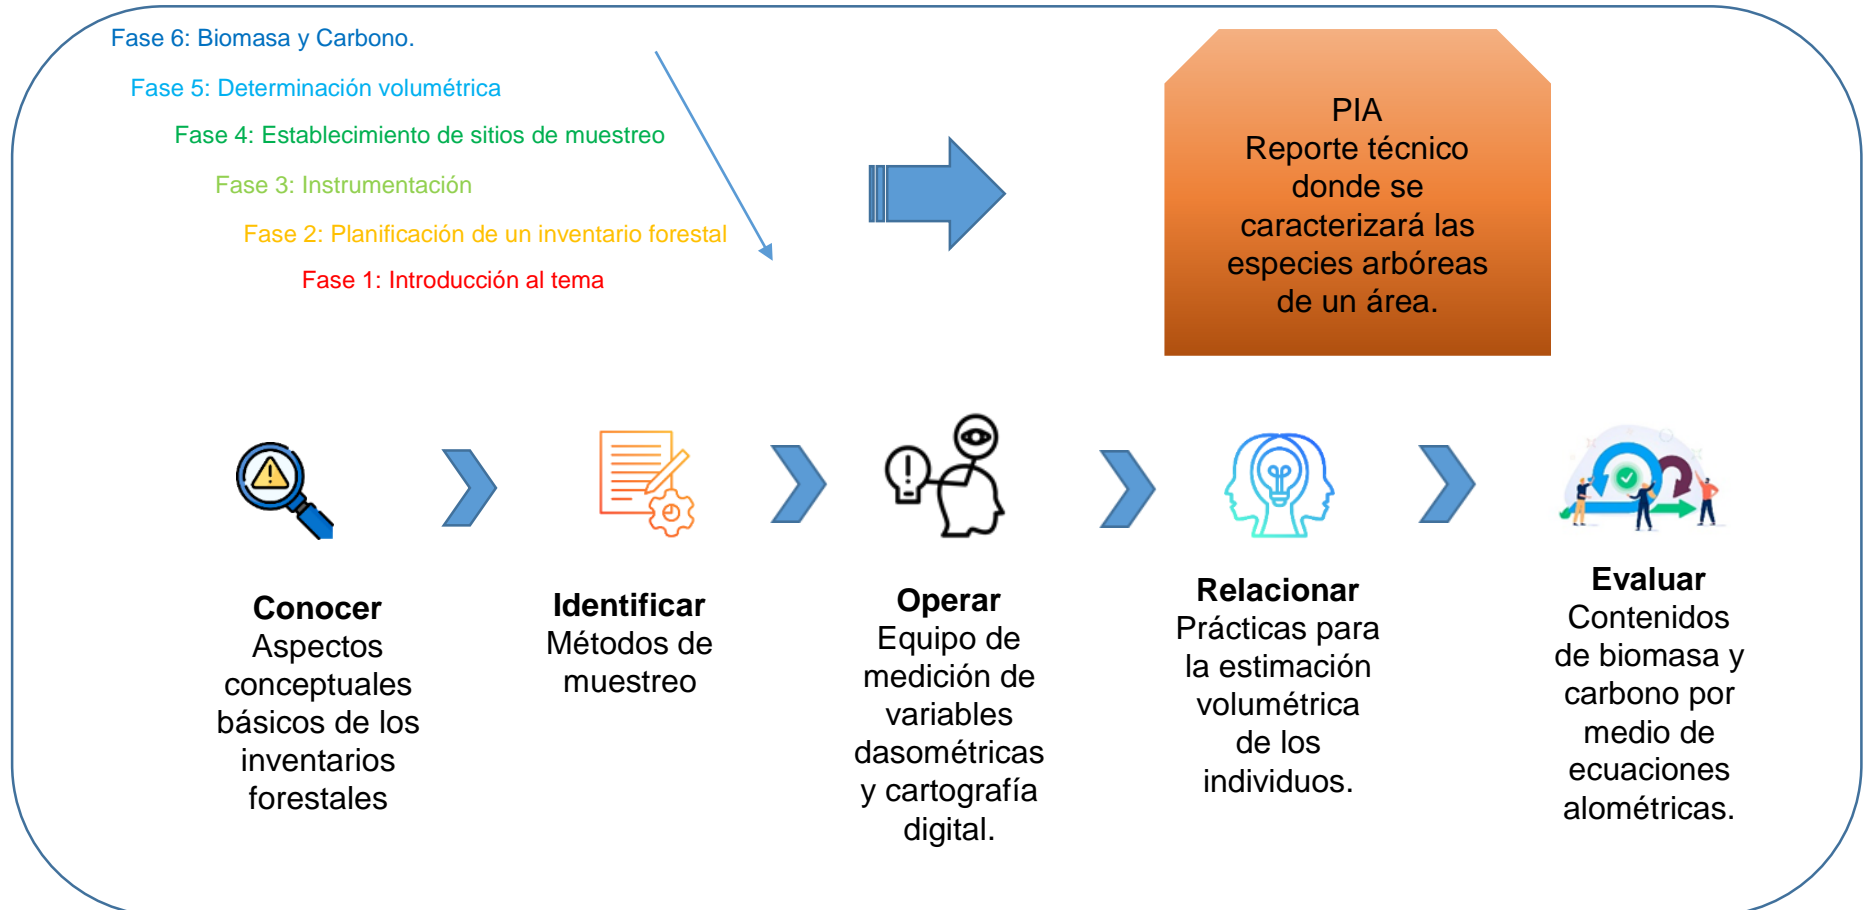 Fase 6: Biomasa y Carbono.
Fase 5: Determinación volumétrica
Fase 4: Establecimiento de sitios de muestreo
Fase 3: Instrumentación
Fase 2: Planificación de un inventario forestal
Fase 1: Introducción al tema
PIA
Reporte técnico
donde se
caracterizará las
especies arbóreas
de un área.
Conocer
Aspectos
conceptuales
básicos de los
inventarios
forestales
Identificar
Métodos de
muestreo
Operar
Equipo de
medición de
variables
dasométricas
y cartografía
digital.
Relacionar
Prácticas para
la estimación
volumétrica
de los
individuos.
Evaluar
Contenidos
de biomasa y
carbono por
medio de
ecuaciones
alométricas.